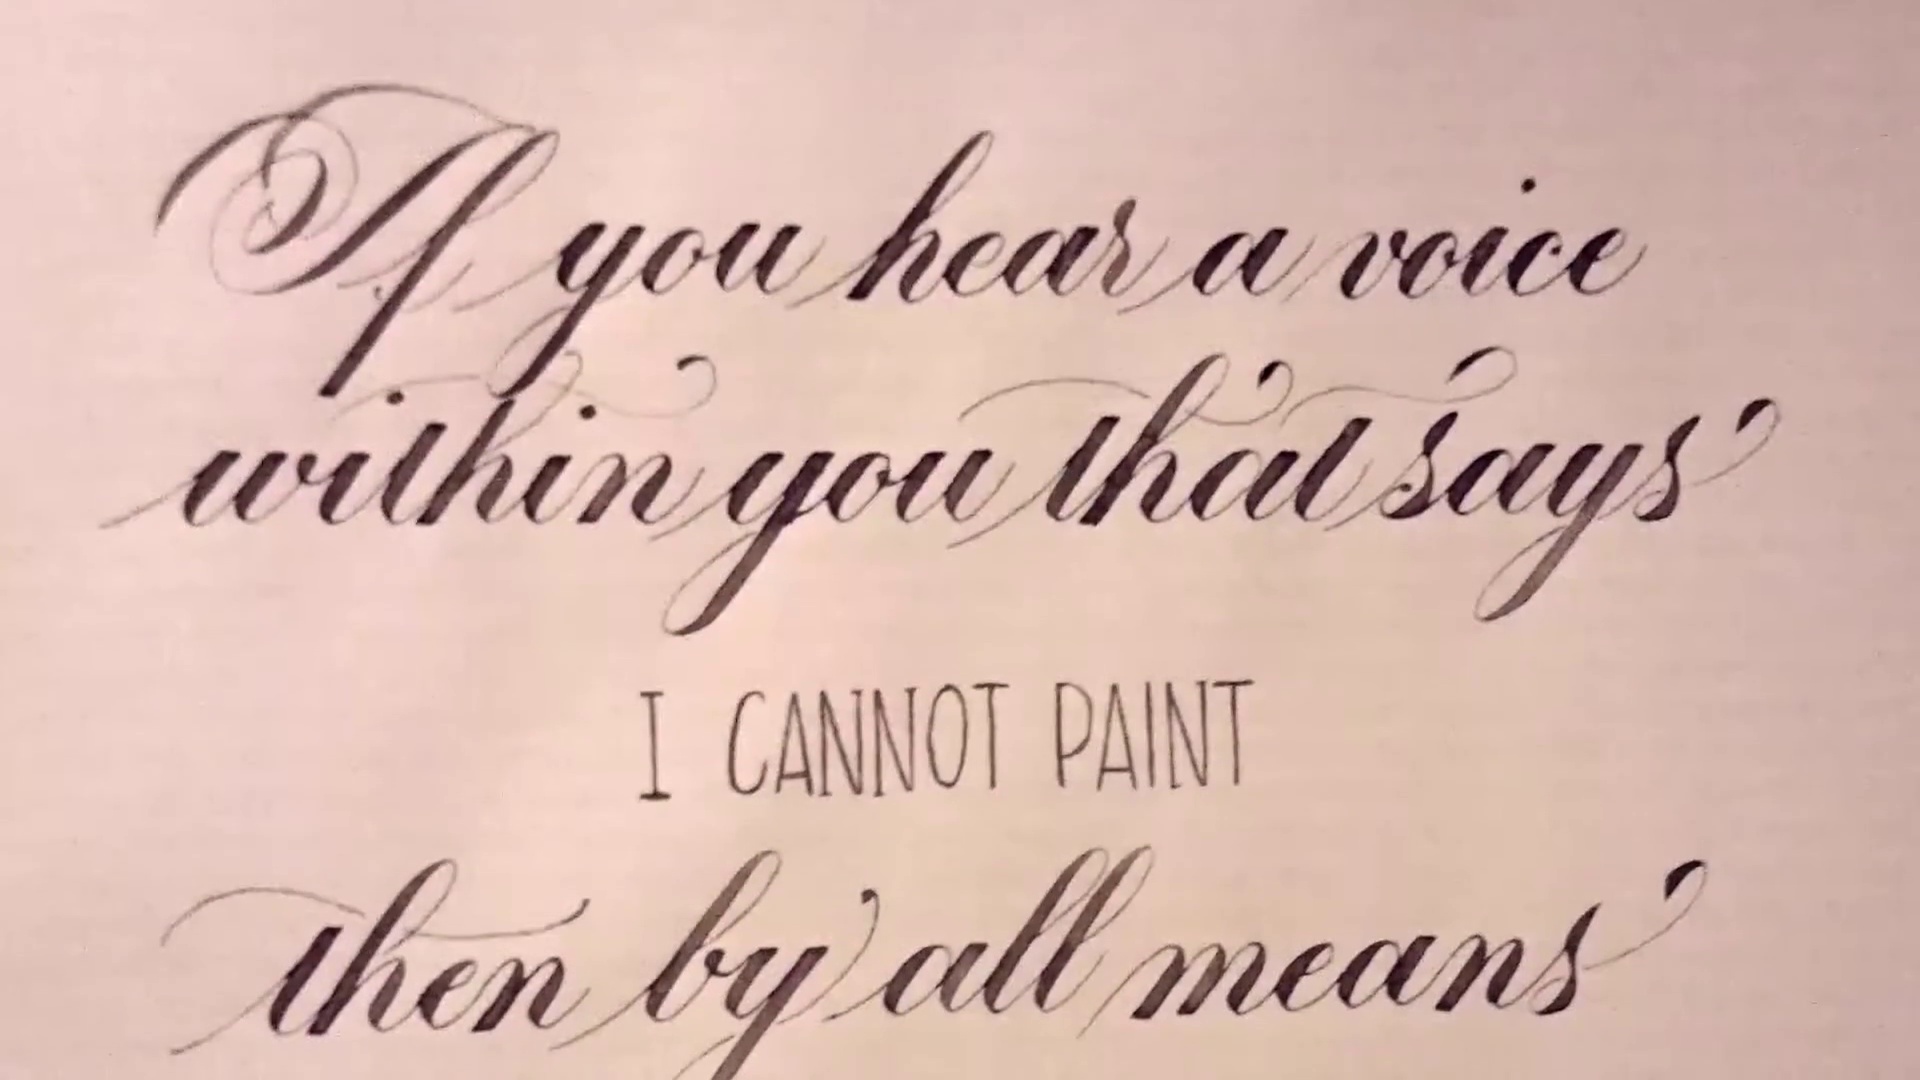 If you hear a voice
within you that says
I CANNOT PAINT
then by all means